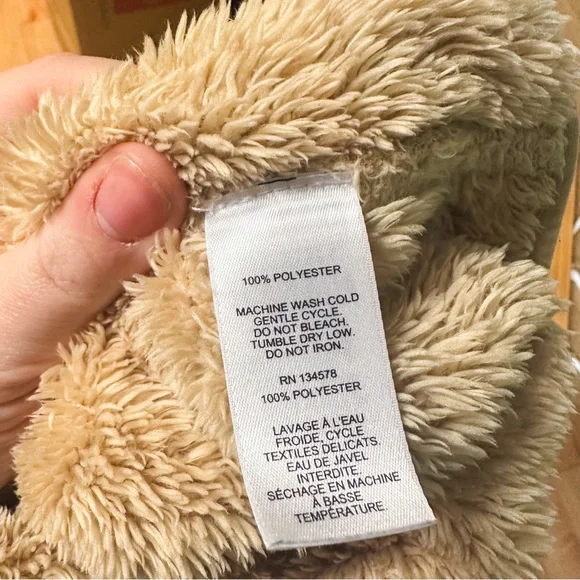 100% POLYESTER
MACHINE WASH COLD
GENTLE CYCLE.
DO NOT BLEACH.
TUMBLE DRY LOW.
DO NOT IRON.
RN 134578
100% POLYESTER
LAVAGE À L'EAU
FROIDE, CYCLE
TEXTILES DÉLICATS.
EAU DE JAVEL
INTERDITE.
SÉCHAGE EN MACHINE
À BASSE
TEMPÉRATURE.